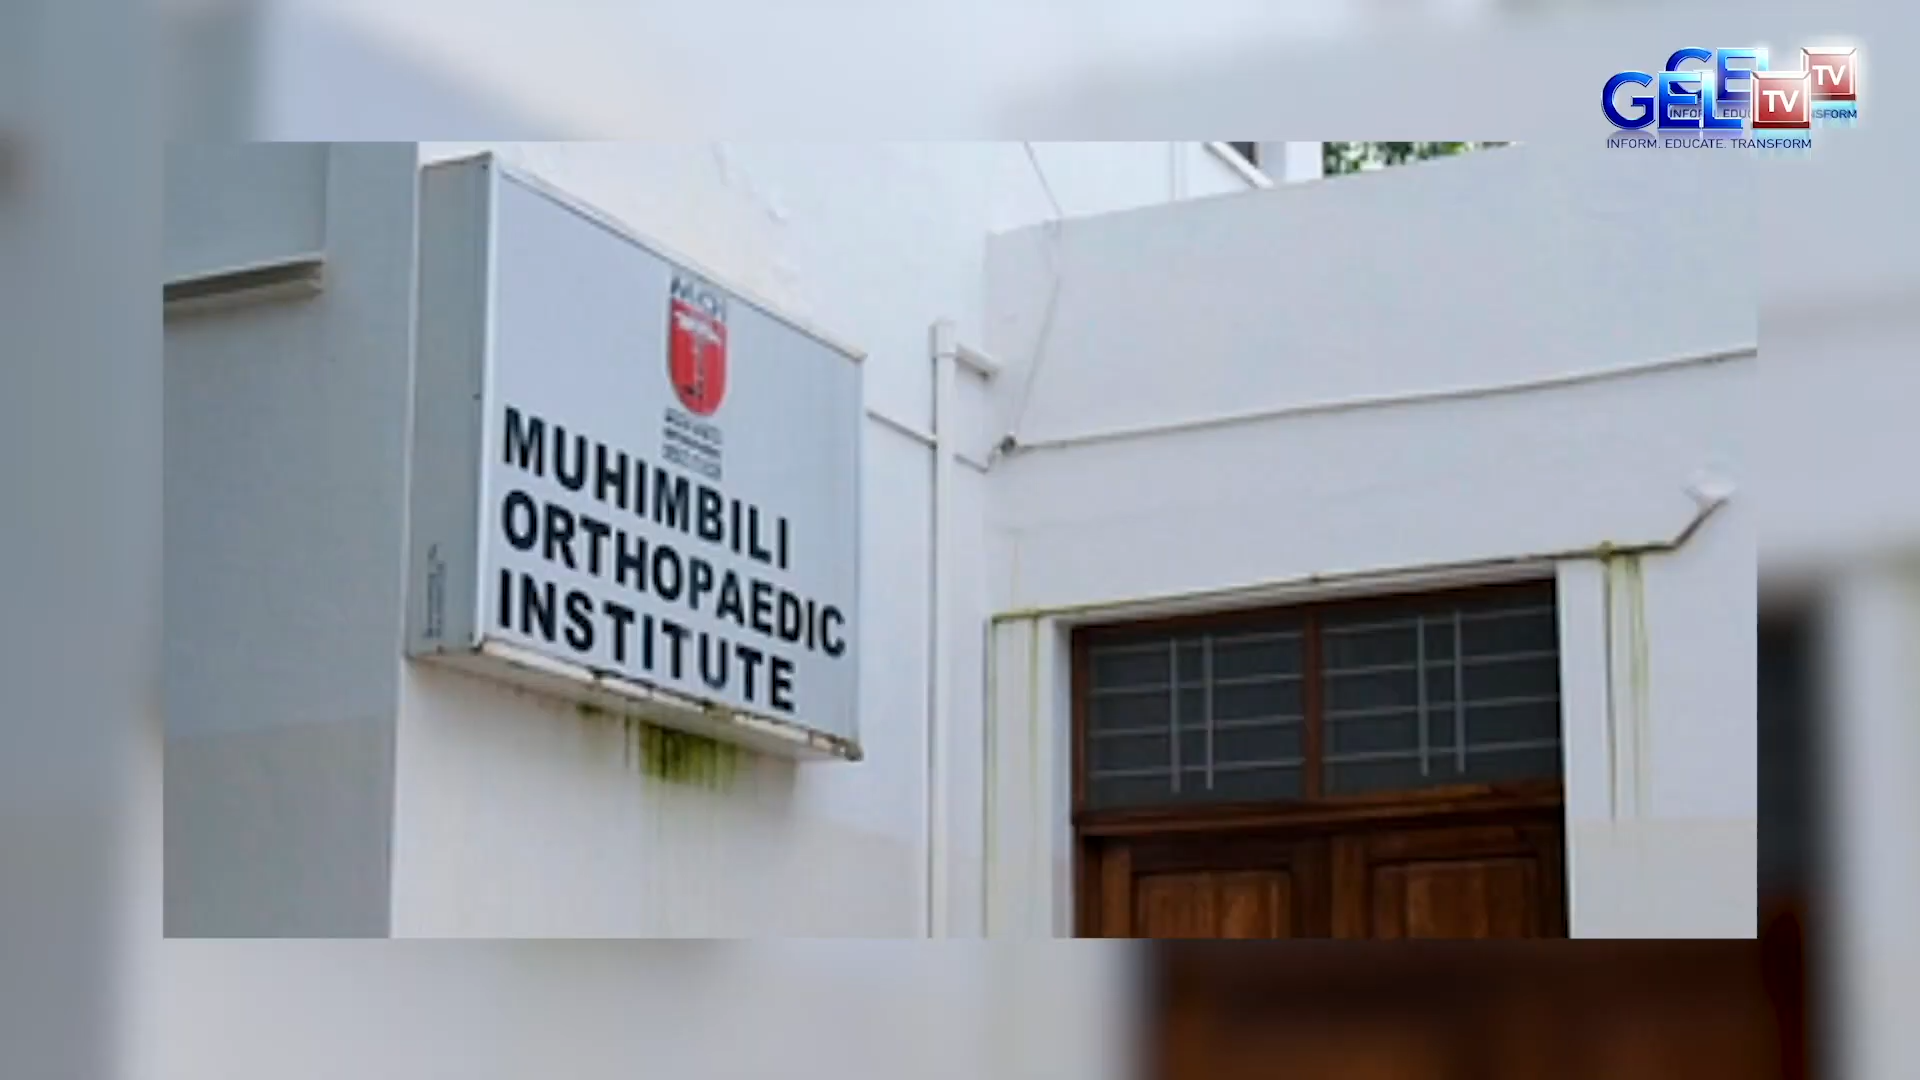 GEL TV
INFORM. EDUCATE. TRANSFORM
MOI
MUHIMBILI
ORTHOPAEDIC
INSTITUTE